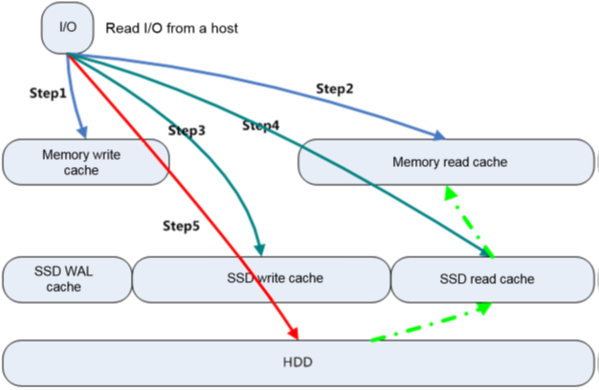 I/O
Read I/O from a host
Step1
Step2
Step3
Step4
Memory write
cache
Memory read cache
Step5
SSD WAL
cache
SSD write cache
SSD read cache
HDD